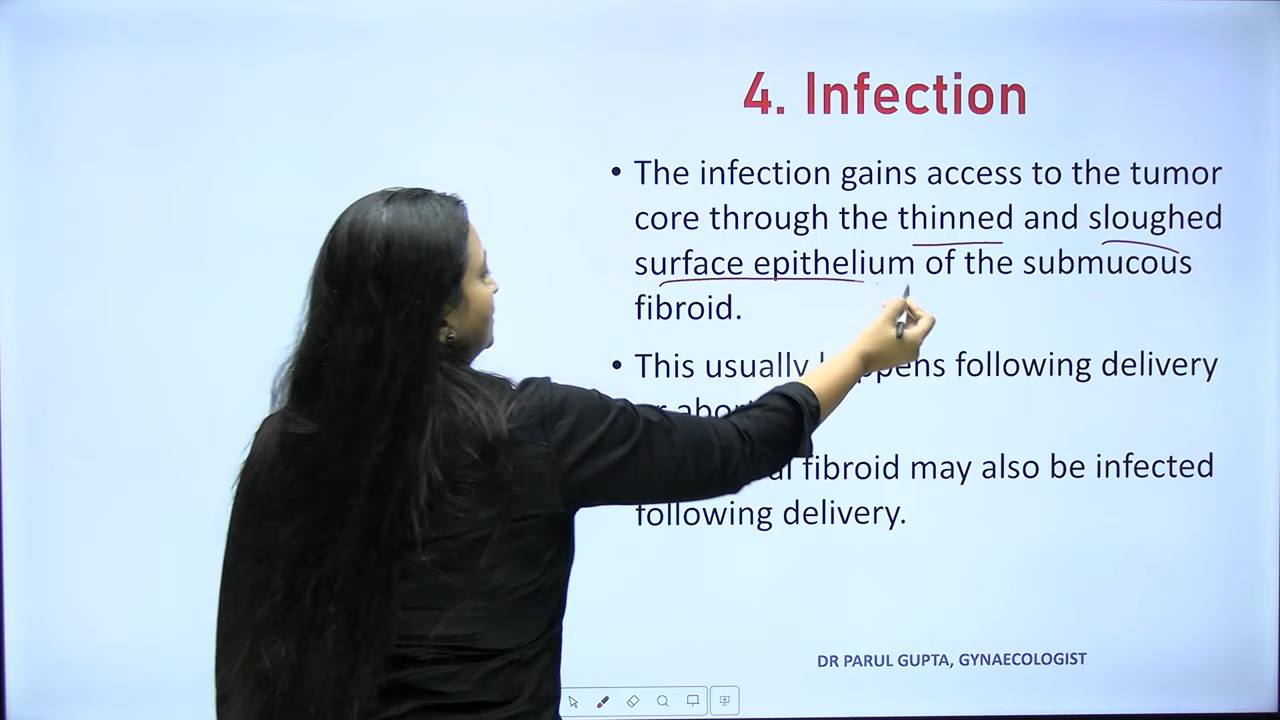 4. Infection
• The infection gains access to the tumor
core through the thinned and sloughed
surface epithelium of the submucous
fibroid.
• This usually happens following delivery
fibroid may also be infected
following delivery.
DR PARUL GUPTA, GYNAECOLOGIST